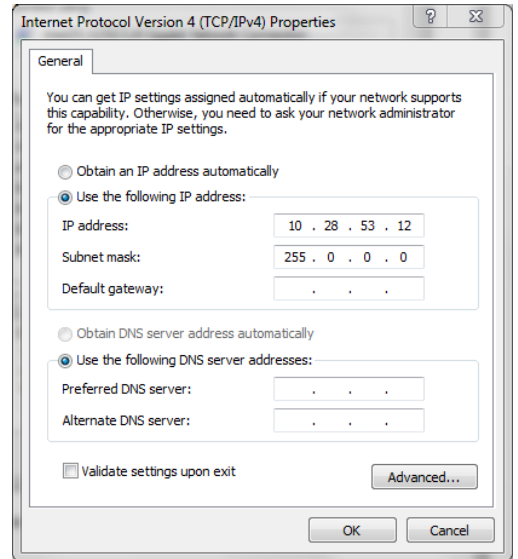 Internet Protocol Version 4 (TCP/IPv4) Properties
?
General
You can get IP settings assigned automatically if your network supports
this capability. Otherwise, you need to ask your network administrator
for the appropriate IP settings.
Obtain an IP address automatically
Use the following IP address:
IP address: 10 . 28 . 53 . 12
Subnet mask: 255 . 0 . 0 . 0
Default gateway: . . .
Obtain DNS server address automatically
Use the following DNS server addresses:
Preferred DNS server: . . .
Alternate DNS server: . . .
Validate settings upon exit
Advanced...
OK Cancel